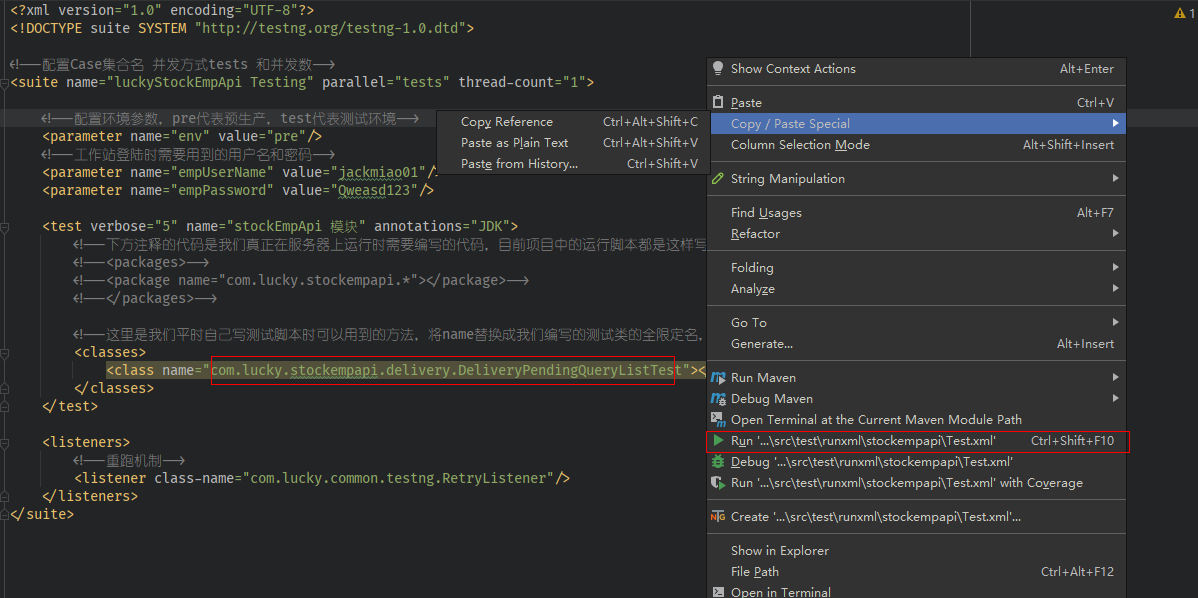 <?xml version="1.0" encoding="UTF-8"?>
<!DOCTYPE suite SYSTEM "http://testng.org/testng-1.0.dtd">
<!--配置Case集合名 并发方式tests 和并发数-->
<suite name="luckyStockEmpApi Testing" parallel="tests" thread-count="1">
<!--配置环境参数，pre代表预生产，test代表测试环境-->
<parameter name="env" value="pre"/>
<!--工作站登陆时需要用到的用户名和密码-->
<parameter name="empUserName" value="jackmiao01"/
<parameter name="empPassword" value="Qweasd123"/>
<test verbose="5" name="stockEmpApi 模块" annotations="JDK">
<!--下方注释的代码是我们真正在服务器上运行时需要编写的代码，目前项目中的运行脚本都是这样写
<!--<packages>-->
<!--<package name="com.lucky.stockempapi.*"></package>-->
<!--</packages>-->
<!--这里是我们平时自己写测试脚本时可以用到的方法，将name替换成我们编写的测试类的全限定名，
<classes>
<class name="com.lucky.stockempapi.delivery.DeliveryPendingQueryListTest"><
</classes>
</test>
<listeners>
<!--重跑机制-->
<listener class-name="com.lucky.common.testng.RetryListener"/>
</listeners>
</suite>
1
Copy Reference Ctrl+Alt+Shift+C
Paste as Plain Text Ctrl+Alt+Shift+V
Paste from History... Ctrl+Shift+V
Show Context Actions Alt+Enter
Paste Ctrl+V
Copy / Paste Special
Column Selection Mode Alt+Shift+Insert
String Manipulation
Find Usages Alt+F7
Refactor
Folding
Analyze
Go To
Generate... Alt+Insert
Run Maven
Debug Maven
Open Terminal at the Current Maven Module Path
Run '...\src\test\runxml\stockempapi\Test.xml' Ctrl+Shift+F10
Debug '...\src\test\runxml\stockempapi\Test.xml'
Run '...\src\test\runxml\stockempapi\Test.xml' with Coverage
Create '...\src\test\runxml\stockempapi\Test.xml'...
Show in Explorer
File Path Ctrl+Alt+F12
Open in Terminal